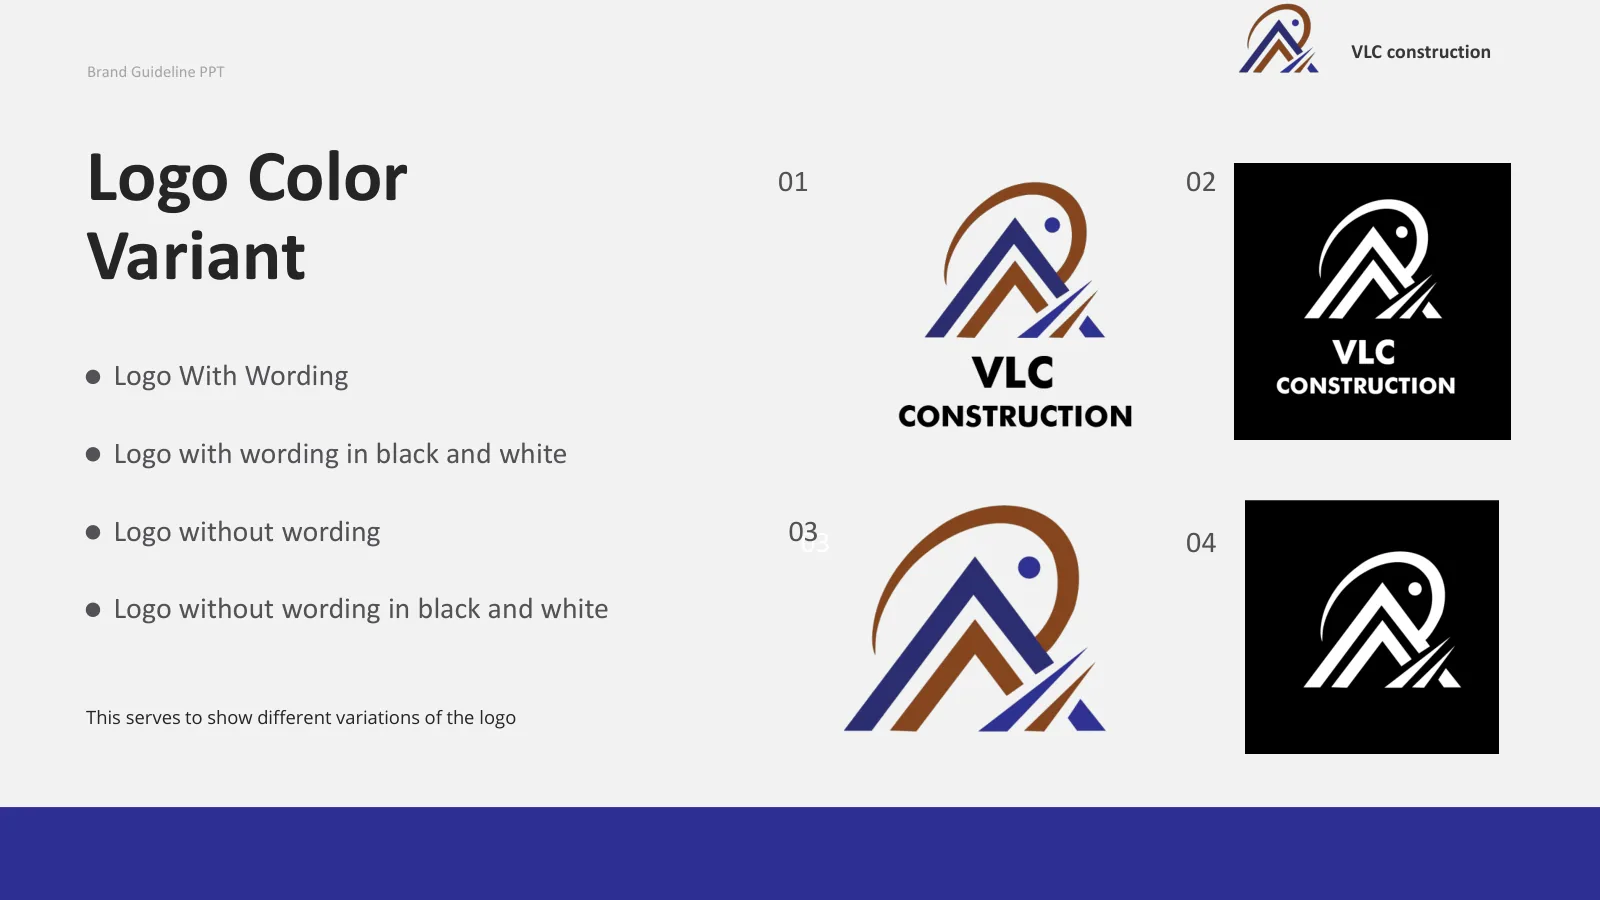 Brand Guideline PPT
VLC construction
Logo Color
Variant
Logo With Wording
Logo with wording in black and white
Logo without wording
Logo without wording in black and white
This serves to show different variations of the logo
01
VLC
CONSTRUCTION
02
VLC
CONSTRUCTION
03
03
04